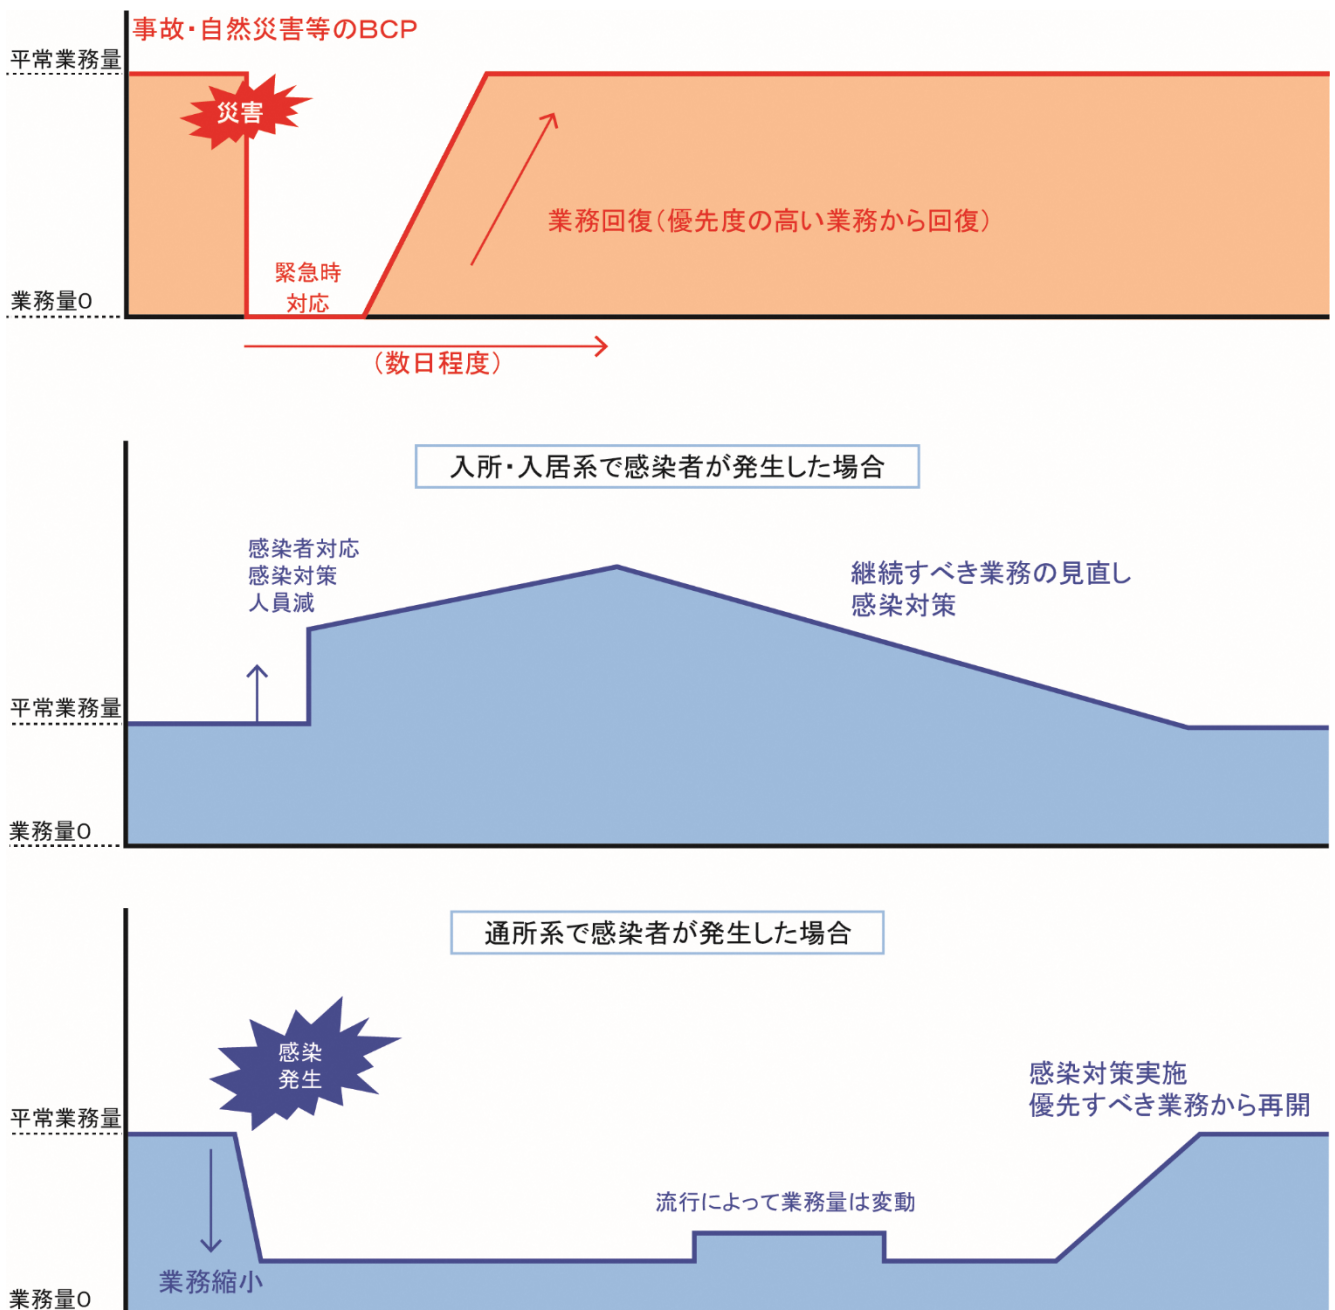 事故・自然災害等のBCP
平常業務量
災害
業務回復(優先度の高い業務から回復)
緊急時
対応
業務量0
(数日程度)
入所・入居系で感染者が発生した場合
感染者対応
感染対策
人員減
継続すべき業務の見直し
感染対策
平常業務量
業務量0
通所系で感染者が発生した場合
感染
発生
感染対策実施
優先すべき業務から再開
平常業務量
流行によって業務量は変動
業務縮小
業務量0